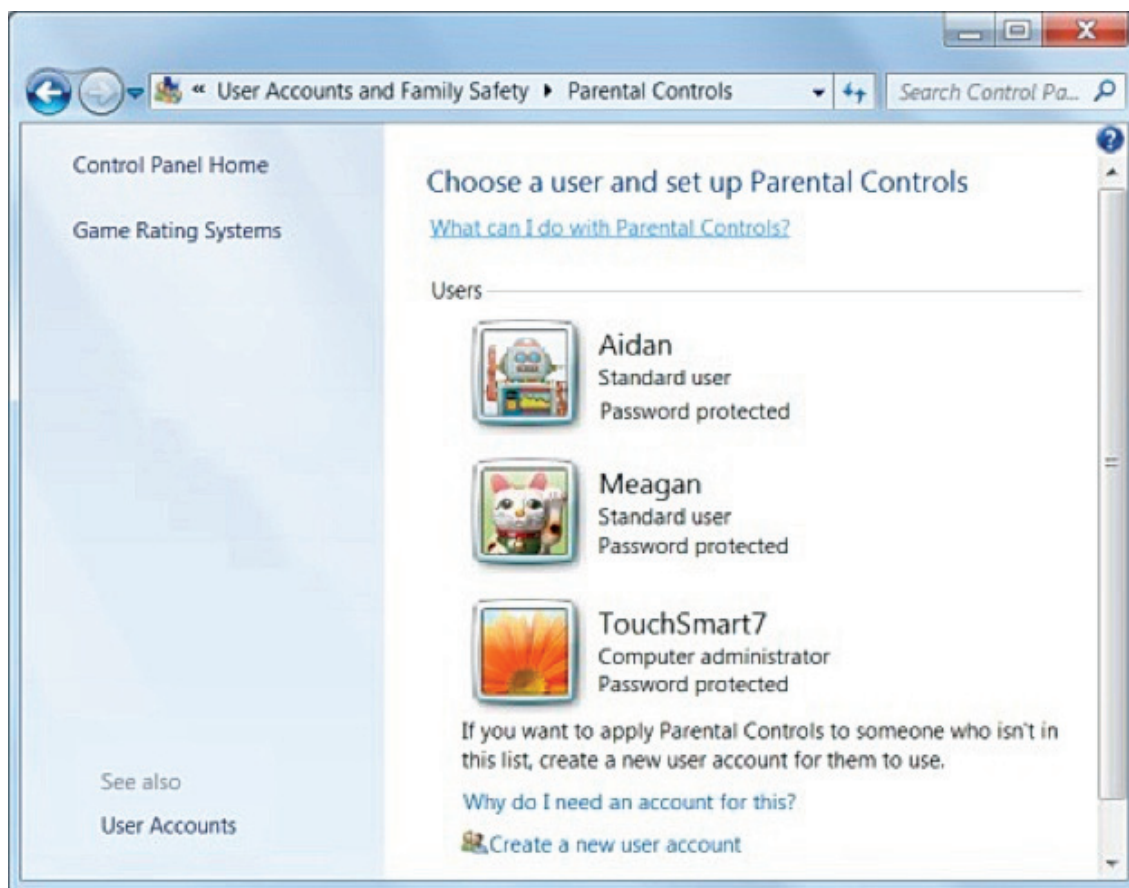 « User Accounts and Family Safety ▸ Parental Controls
Search Control Pa...
Control Panel Home
Game Rating Systems
Choose a user and set up Parental Controls
What can I do with Parental Controls?
Users
Aidan
Standard user
Password protected
Meagan
Standard user
Password protected
TouchSmart7
Computer administrator
Password protected
If you want to apply Parental Controls to someone who isn't in
this list, create a new user account for them to use.
Why do I need an account for this?
Create a new user account
See also
User Accounts